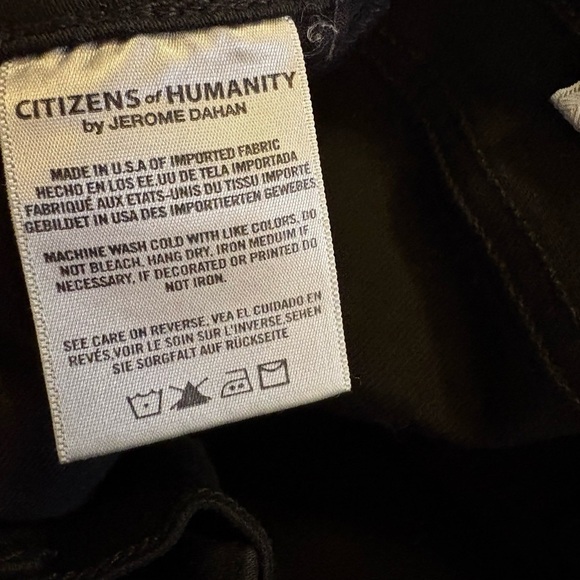 CITIZENS of HUMANITY
by JEROME DAHAN
MADE IN U.S.A OF IMPORTED FABRIC
HECHO EN LOS EE.UU DE TELA IMPORTADA
FABRIQUÉ AUX ETATS-UNIS DU TISSU IMPORTÉ
GEBILDET IN USA DES IMPORTIERTEN GEWEBES
MACHINE WASH COLD WITH LIKE COLORS, DO
NOT BLEACH, HANG DRY, IRON MEDUIM IF
NECESSARY, IF DECORATED OR PRINTED DO
NOT IRON.
SEE CARE ON REVERSE, VEA EL CUIDADO EN
REVÉS,VOIR LE SOIN SUR L'INVERSE,SEHEN
SIE SORGFALT AUF RÜCKSEITE